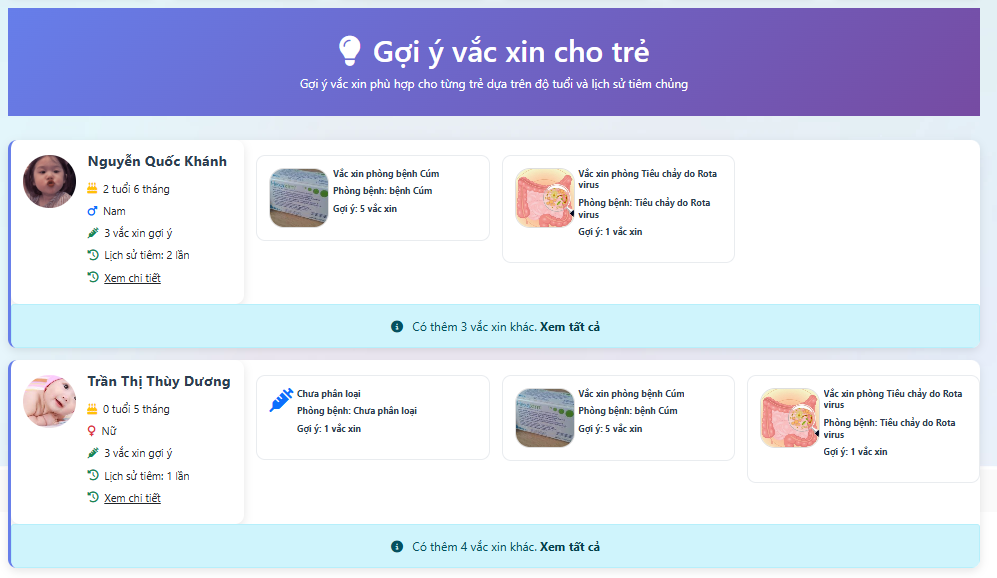 Gợi ý vắc xin cho trẻ
Gợi ý vắc xin phù hợp cho từng trẻ dựa trên độ tuổi và lịch sử tiêm chủng
Nguyễn Quốc Khánh
2 tuổi 6 tháng
Nam
3 vắc xin gợi ý
Lịch sử tiêm: 2 lần
Xem chi tiết
Vắc xin phòng bệnh Cúm
Phòng bệnh: bệnh Cúm
Gợi ý: 5 vắc xin
Vắc xin phòng Tiêu chảy do Rota
virus
Phòng bệnh: Tiêu chảy do Rota
virus
Gợi ý: 1 vắc xin
Có thêm 3 vắc xin khác. Xem tất cả
Trần Thị Thùy Dương
0 tuổi 5 tháng
Nữ
3 vắc xin gợi ý
Lịch sử tiêm: 1 lần
Xem chi tiết
Chưa phân loại
Phòng bệnh: Chưa phân loại
Gợi ý: 1 vắc xin
Vắc xin phòng bệnh Cúm
Phòng bệnh: bệnh Cúm
Gợi ý: 5 vắc xin
Vắc xin phòng Tiêu chảy do Rota
virus
Phòng bệnh: Tiêu chảy do Rota
virus
Gợi ý: 1 vắc xin
Có thêm 4 vắc xin khác. Xem tất cả